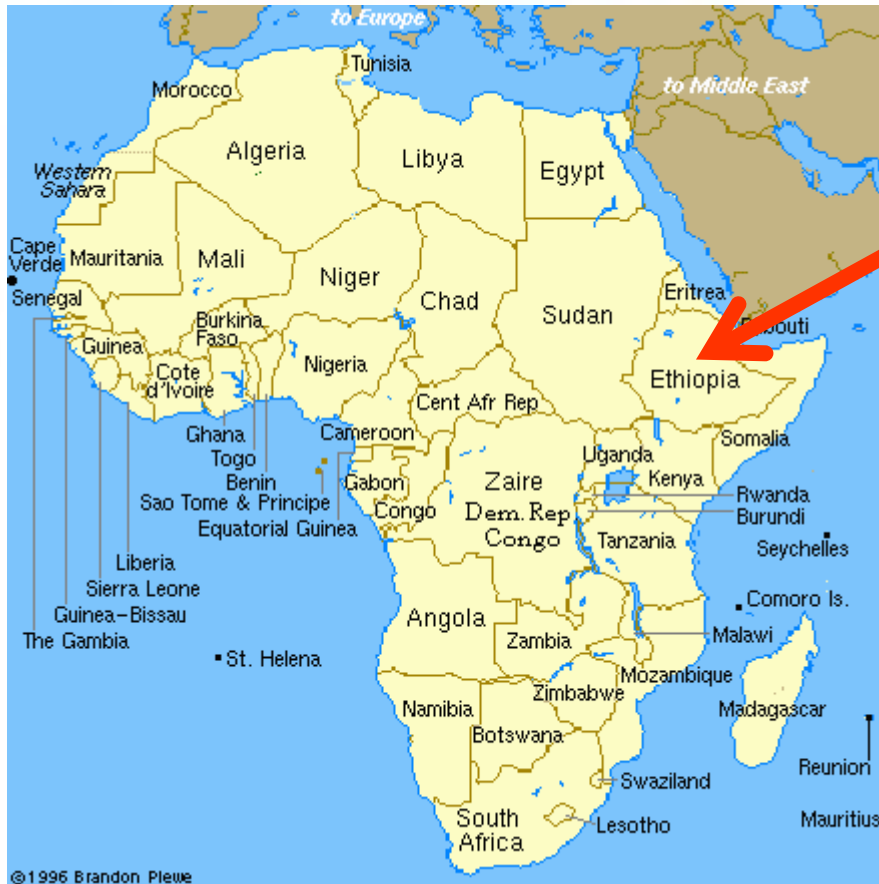 to Europe
Tunisia
Morocco
to Middle East
Algeria
Libya
Egypt
Western
Sahara
Cape
Verde
Mauritania
Mali
Niger
Chad
Sudan
Eritrea
Senegal
Burkina
Faso
Guinea
Nigeria
Cote
d'Ivoire
Ethiopia
Cent Afr Rep
Ghana
Togo
Benin
Cameroon
Somalia
Uganda
Kenya
Gabon
Congo
Zaire
Dem. Rep
Congo
Sao Tome & Principe
Equatorial Guinea
Rwanda
Burundi
Tanzania
Seychelles
Liberia
Sierra Leone
Guinea-Bissau
The Gambia
Comoro Is.
Angola
Zambia
Malawi
St. Helena
Mozambique
Zimbabwe
Namibia
Botswana
Madagascar
Reunion
Swaziland
Mauritius
South
Africa
Lesotho
©1996 Brandon Plewe